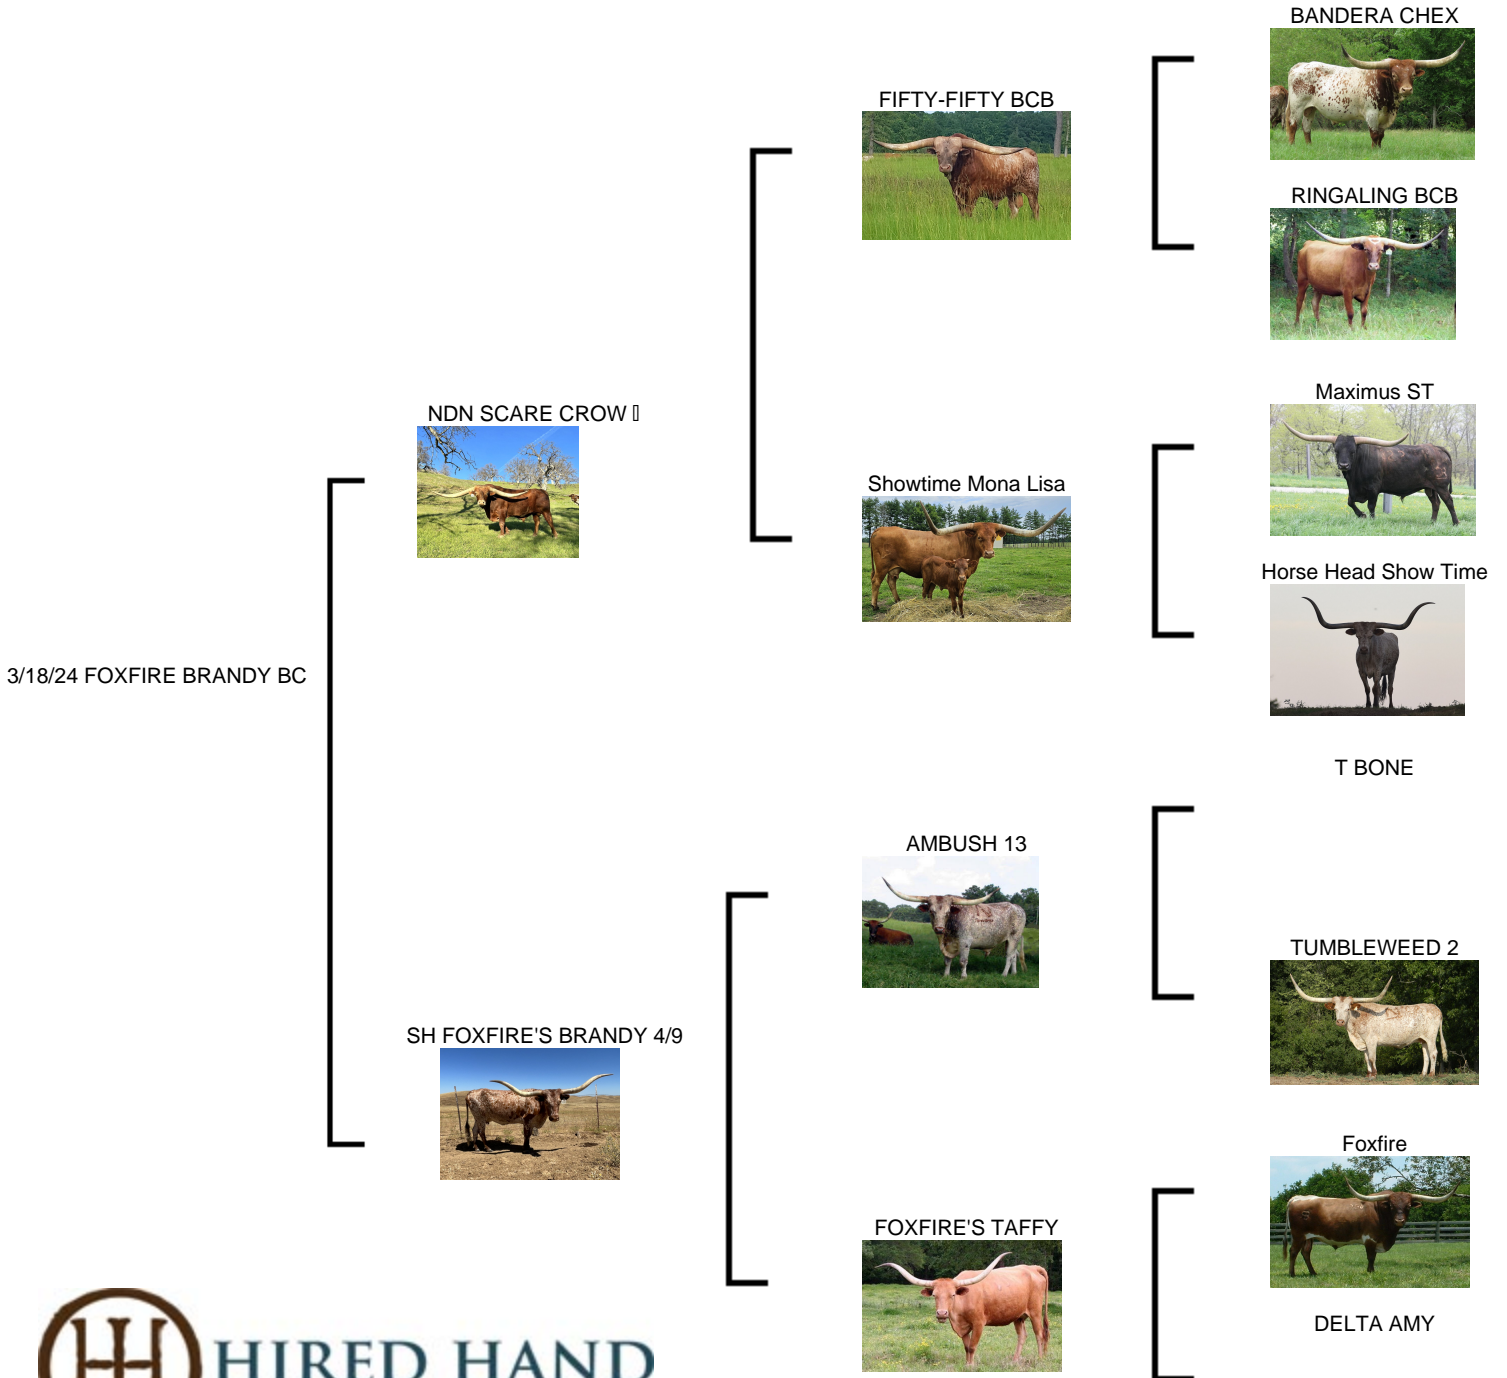 BANDERA CHEX
FIFTY-FIFTY BCB
RINGALING BCB
Maximus ST
NDN SCARE CROW
Showtime Mona Lisa
Horse Head Show Time
3/18/24 FOXFIRE BRANDY BC
T BONE
AMBUSH 13
TUMBLEWEED 2
SH FOXFIRE'S BRANDY 4/9
Foxfire
FOXFIRE'S TAFFY
DELTA AMY
HIRED HAND